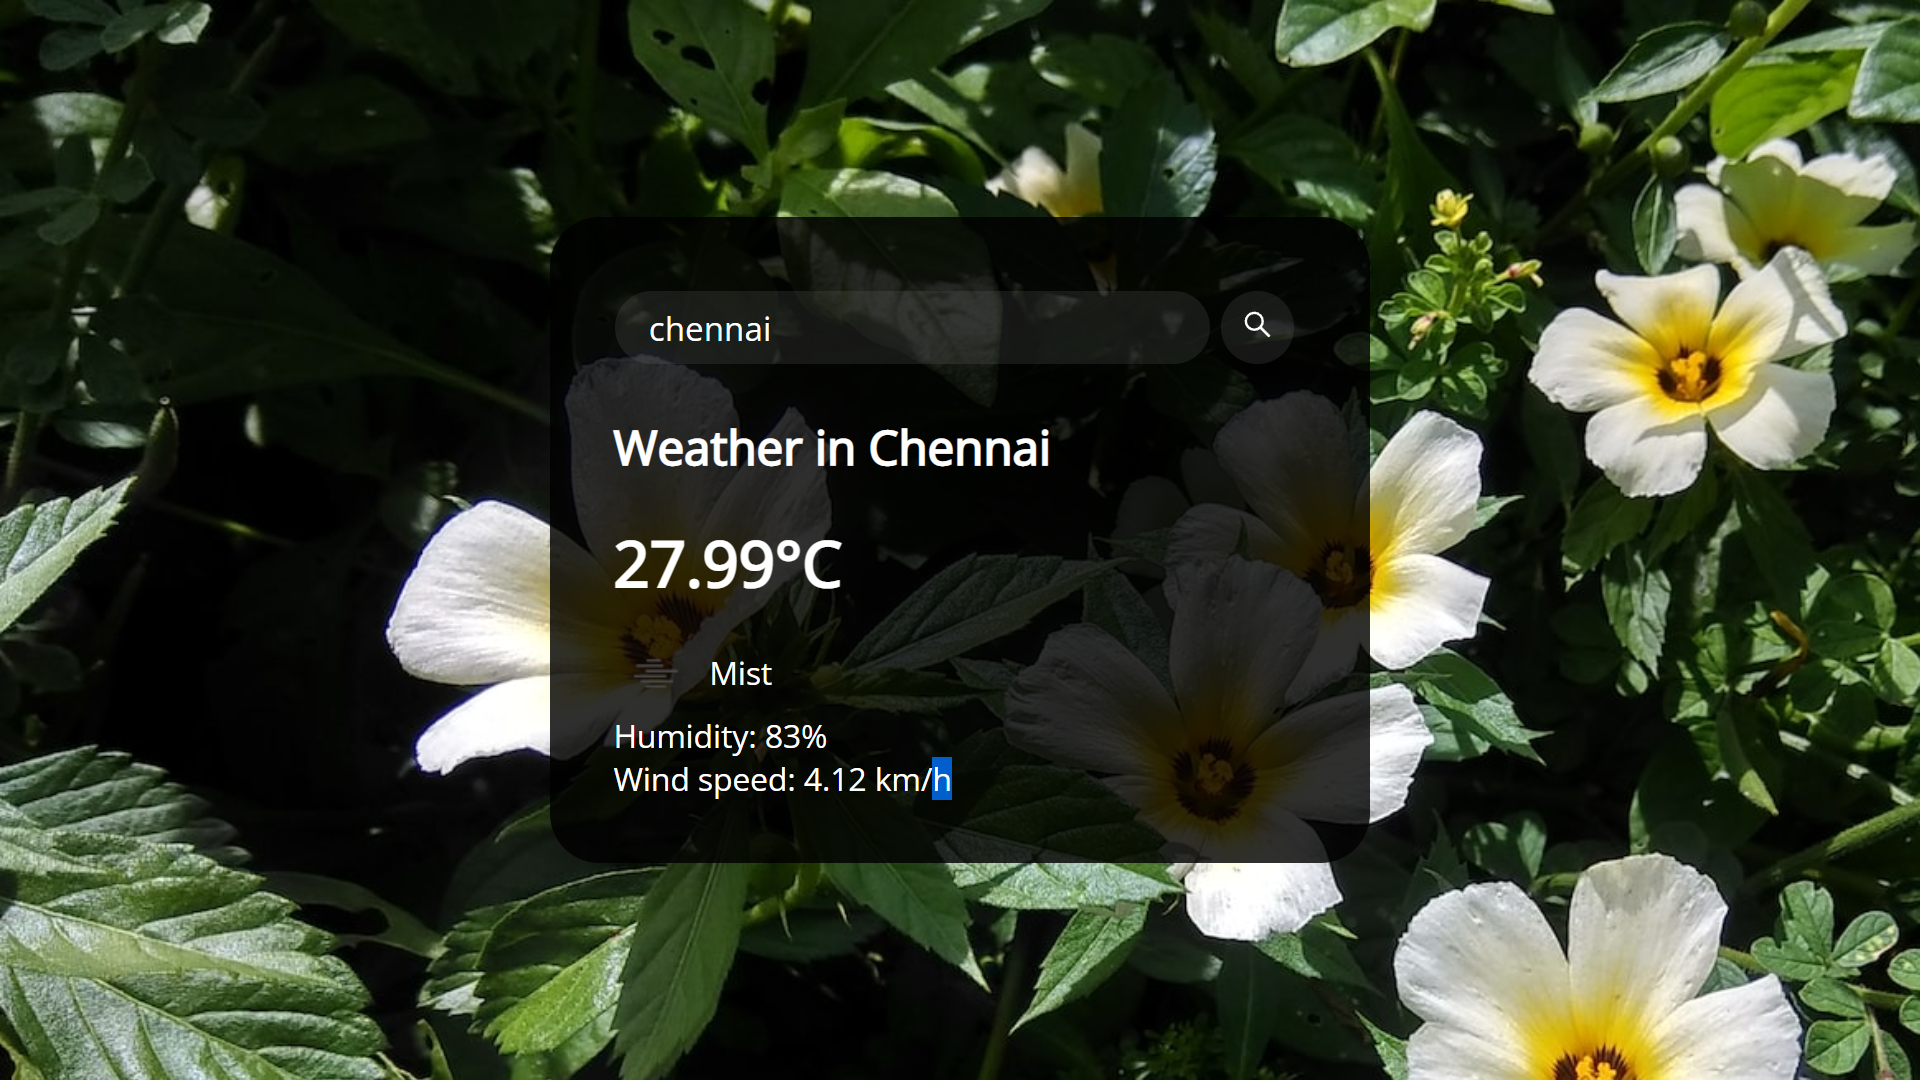 chennai
Weather in Chennai
27.99°C
Mist
Humidity: 83%
Wind speed: 4.12 km/h